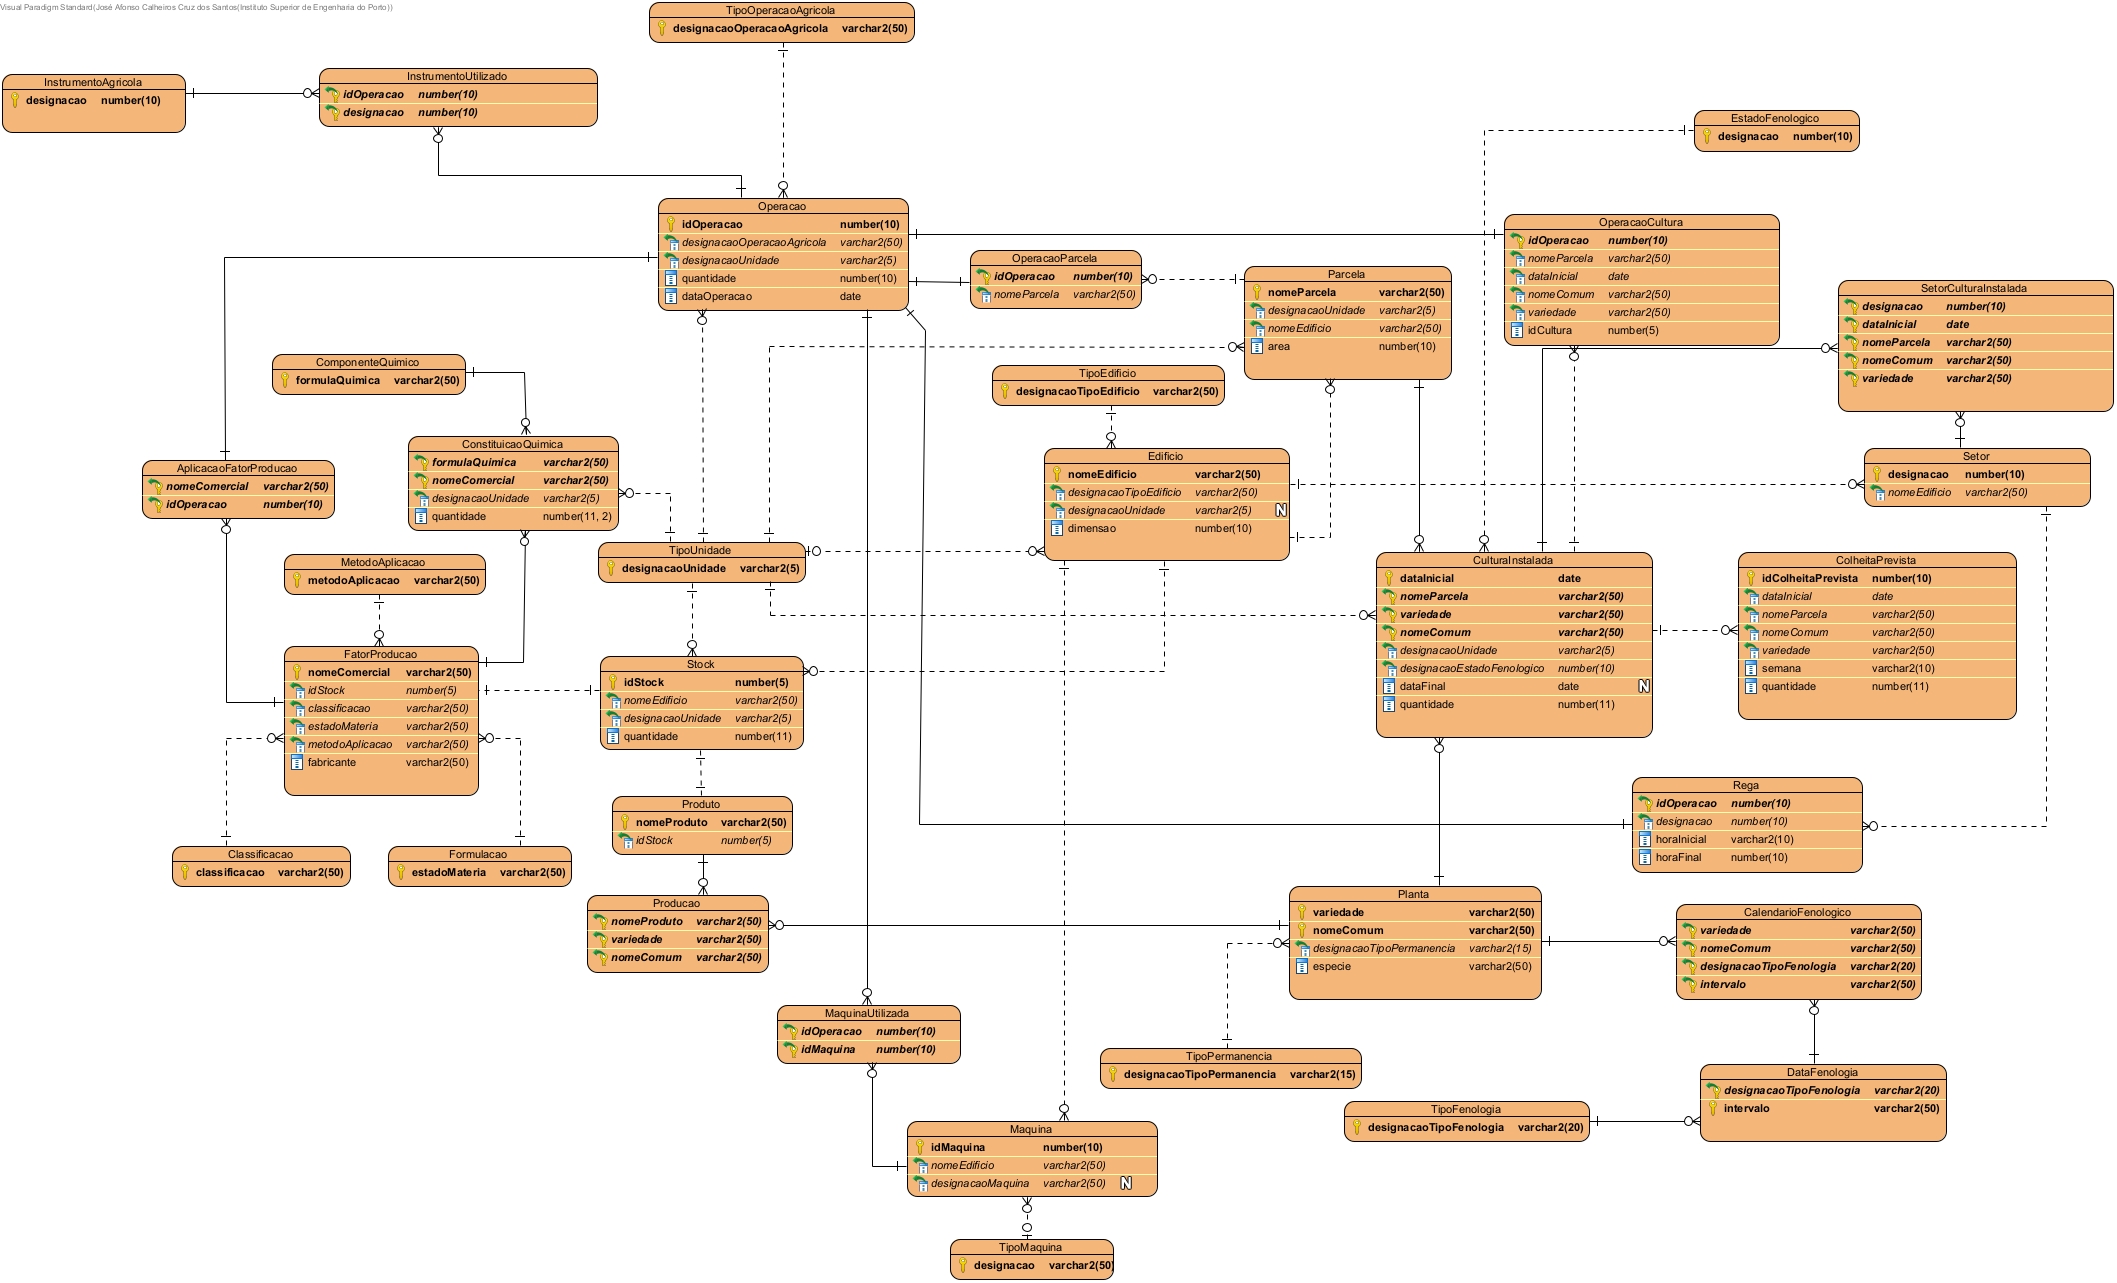 Visual Paradigm Standard(José Afonso Calheiros Cruz dos Santos(Instituto Superior de Engenharia do Porto))
TipoOperacaoAgricola
designacaoOperacaoAgricola varchar2(50)
InstrumentoAgricola
designacao number(10)
InstrumentoUtilizado
idOperacao number(10)
designacao number(10)
EstadoFenologico
designacao number(10)
Operacao
idOperacao number(10)
designacaoOperacaoAgricola varchar2(50)
designacaoUnidade varchar2(5)
quantidade number(10)
dataOperacao date
OperacaoParcela
idOperacao number(10)
nomeParcela varchar2(50)
Parcela
nomeParcela varchar2(50)
designacaoUnidade varchar2(5)
nomeEdificio varchar2(50)
area number(10)
OperacaoCultura
idOperacao number(10)
nomeParcela varchar2(50)
dataInicial date
nomeComum varchar2(50)
variedade varchar2(50)
idCultura number(5)
SetorCulturaInstalada
designacao number(10)
dataInicial date
nomeParcela varchar2(50)
nomeComum varchar2(50)
variedade varchar2(50)
ComponenteQuimico
formulaQuimica varchar2(50)
TipoEdificio
designacaoTipoEdificio varchar2(50)
AplicacaoFatorProducao
nomeComercial varchar2(50)
idOperacao number(10)
ConstituicaoQuimica
formulaQuimica varchar2(50)
nomeComercial varchar2(50)
designacaoUnidade varchar2(5)
quantidade number(11, 2)
Edificio
nomeEdificio varchar2(50)
designacaoTipoEdificio varchar2(50)
designacaoUnidade varchar2(5) N
dimensao number(10)
Setor
designacao number(10)
nomeEdificio varchar2(50)
MetodoAplicacao
metodoAplicacao varchar2(50)
TipoUnidade
designacaoUnidade varchar2(5)
CulturaInstalada
dataInicial date
nomeParcela varchar2(50)
variedade varchar2(50)
nomeComum varchar2(50)
designacaoUnidade varchar2(5)
designacaoEstadoFenologico number(10)
dataFinal date N
quantidade number(11)
ColheitaPrevista
idColheitaPrevista number(10)
dataInicial date
nomeParcela varchar2(50)
nomeComum varchar2(50)
variedade varchar2(50)
semana varchar2(10)
quantidade number(11)
FatorProducao
nomeComercial varchar2(50)
idStock number(5)
classificacao varchar2(50)
estadoMateria varchar2(50)
metodoAplicacao varchar2(50)
fabricante varchar2(50)
Stock
idStock number(5)
nomeEdificio varchar2(50)
designacaoUnidade varchar2(5)
quantidade number(11)
Produto
nomeProduto varchar2(50)
idStock number(5)
Rega
idOperacao number(10)
designacao number(10)
horaInicial varchar2(10)
horaFinal number(10)
Classificacao
classificacao varchar2(50)
Formulacao
estadoMateria varchar2(50)
Producao
nomeProduto varchar2(50)
variedade varchar2(50)
nomeComum varchar2(50)
Planta
variedade varchar2(50)
nomeComum varchar2(50)
designacaoTipoPermanencia varchar2(15)
especie varchar2(50)
CalendarioFenologico
variedade varchar2(50)
nomeComum varchar2(50)
designacaoTipoFenologia varchar2(20)
intervalo varchar2(50)
MaquinaUtilizada
idOperacao number(10)
idMaquina number(10)
TipoPermanencia
designacaoTipoPermanencia varchar2(15)
DataFenologia
designacaoTipoFenologia varchar2(20)
intervalo varchar2(50)
TipoFenologia
designacaoTipoFenologia varchar2(20)
Maquina
idMaquina number(10)
nomeEdificio varchar2(50)
designacaoMaquina varchar2(50) N
TipoMaquina
designacao varchar2(50)